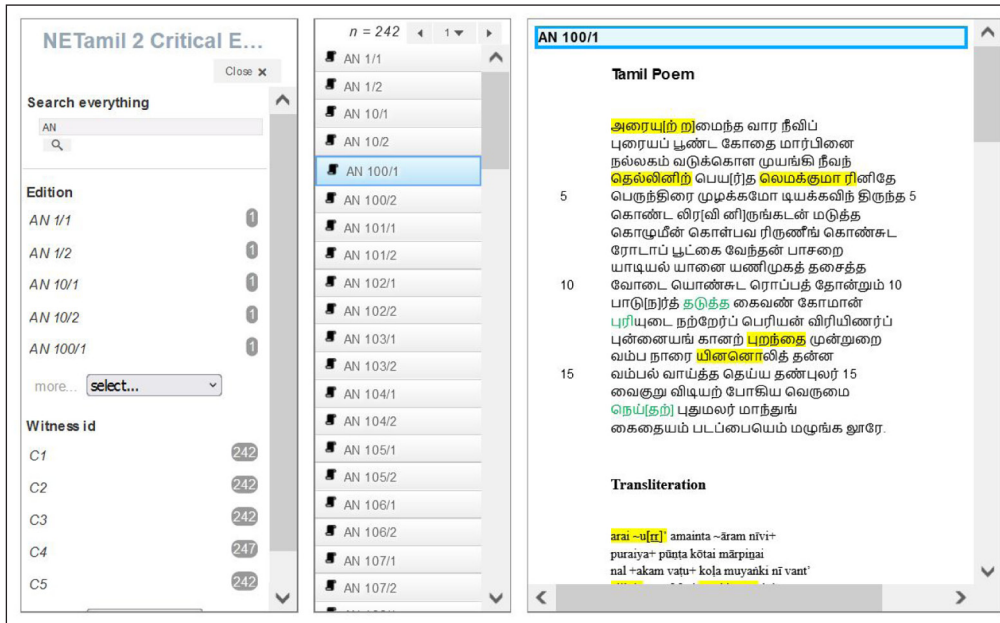 NETamil 2 Critical E...
Close ×
Search everything
AN
Edition
AN 1/1 1
AN 1/2 1
AN 10/1 1
AN 10/2 1
AN 100/1 1
more... select...
Witness id
C1 242
C2 242
C3 242
C4 247
C5 242
n = 242 1
AN 1/1
AN 1/2
AN 10/1
AN 10/2
AN 100/1
AN 100/2
AN 101/1
AN 101/2
AN 102/1
AN 102/2
AN 103/1
AN 103/2
AN 104/1
AN 104/2
AN 105/1
AN 105/2
AN 106/1
AN 106/2
AN 107/1
AN 107/2
AN 100/1
Tamil Poem
அரையு[ற் ற]மைந்த வார நீவிப்
புரையப் பூண்ட கோதை மார்பினை
நல்லகம் வடுக்கொள முயங்கி நீவந்
தெல்லினிற் பெய[ர்]த லெமக்குமா ரினிதே
5 பெருந்திரை முழக்கமோ டியக்கவிந் திருந்த 5
கொண்ட லிர[வி னி]ருங்கடன் மடுத்த
கொழுமீன் கொள்பவ ரிருணீங் கொண்சுட
ரோடாப் பூட்கை வேந்தன் பாசறை
யாடியல் யானை யணிமுகத் தசைத்த
10 வோடை யொண்சுட ரொப்பத் தோன்றும் 10
பாடு[ந]ர்த் தடுத்த கைவண் கோமான்
புரியுடை நற்றேர்ப் பெரியன் விரியிணர்ப்
புன்னையங் கானற் புறந்தை முன்றுறை
வம்ப நாரை யினனொலித் தன்ன
15 வம்பல் வாய்த்த தெய்ய தண்புலர் 15
வைகுறு விடியற் போகிய வெருமை
நெய்[தற்] புதுமலர் மாந்துங்
கைதையம் படப்பையெம் மழுங்க லூரே.
Transliteration
arai ~u[ṟṟ]* amainta ~āram nīvi+
puraiya+ pūṇṭa kōtai mārpiṉai
nal +akam vaṭu+ koḷa muyaṅki nī vant'